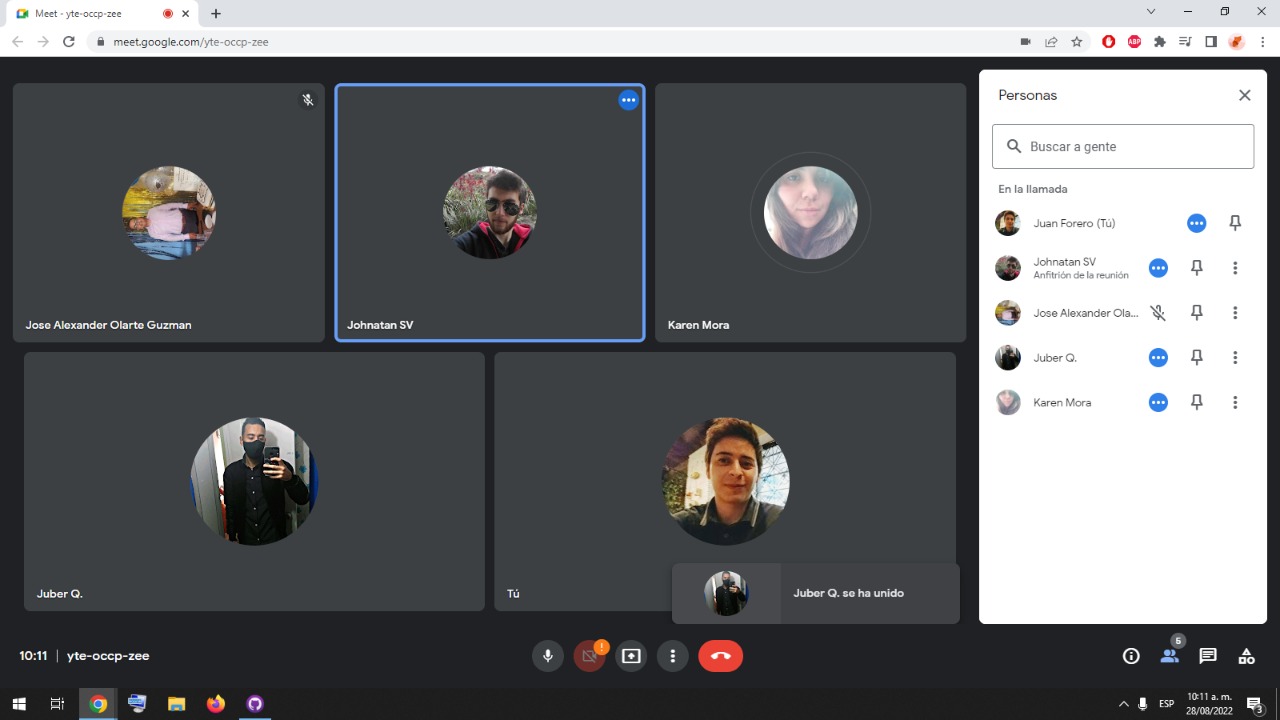 Meet - yte-occp-zee
meet.google.com/yte-occp-zee
ABP
Jose Alexander Olarte Guzman
Johnatan SV
Karen Mora
Juber Q.
Tú
Juber Q. se ha unido
Personas
Buscar a gente
En la llamada
Juan Forero (Tú)
Johnatan SV
Anfitrión de la reunión
Jose Alexander Ola...
Juber Q.
Karen Mora
10:11 | yte-occp-zee
!
5
ESP
10:11 a. m.
28/08/2022
3